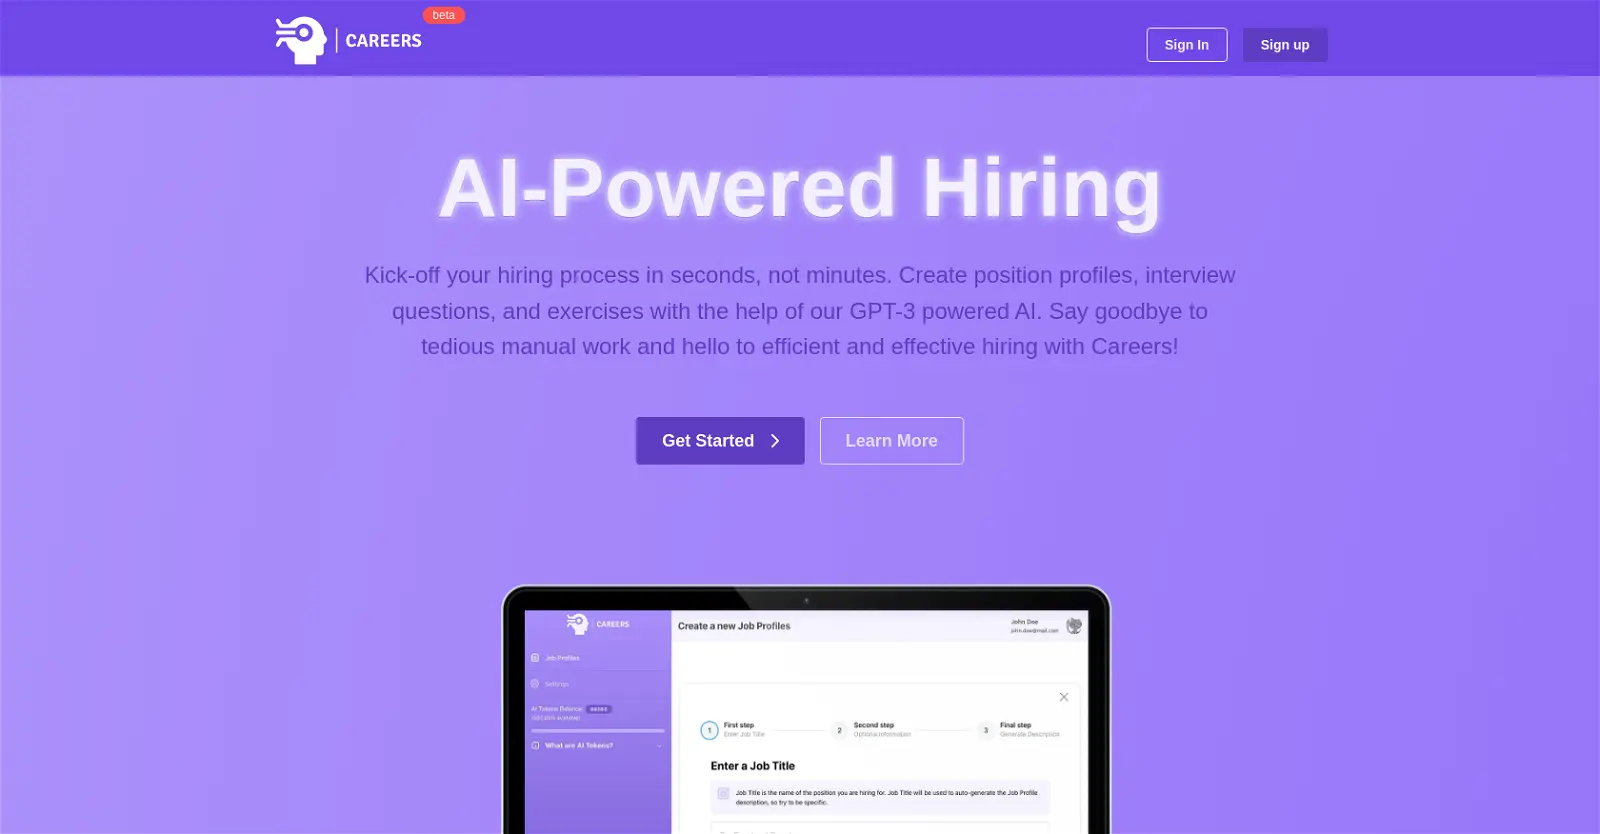 beta
CAREERS
Sign In
Sign up
AI-Powered Hiring
Kick-off your hiring process in seconds, not minutes. Create position profiles, interview
questions, and exercises with the help of our GPT-3 powered AI. Say goodbye to
tedious manual work and hello to efficient and effective hiring with Careers!
Get Started
Learn More
CAREERS
Create a new Job Profiles
John Doe
john.doe@mail.com
Job Profiles
Settings
AI Tokens Balance:
What are AI Tokens?
1
First step
Enter Job Title
2
Second step
Optional information
3
Final step
Generate Description
Enter a Job Title
Job Title is the name of the position you are hiring for. Job Title will be used to auto-generate the Job Profile
description, so try to be specific.